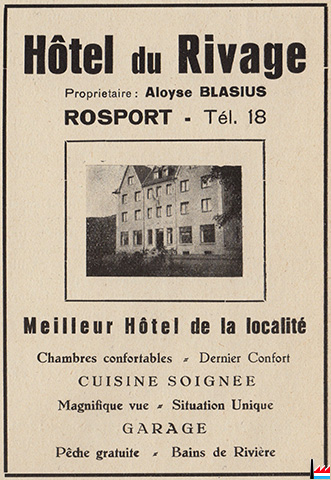 Hôtel du Rivage
Proprietaire : Aloyse BLASIUS
ROSPORT - Tél. 18
Meilleur Hôtel de la localité
Chambres confortables - Dernier Confort
CUISINE SOIGNEE
Magnifique vue - Situation Unique
GARAGE
Pêche gratuite - Bains de Rivière